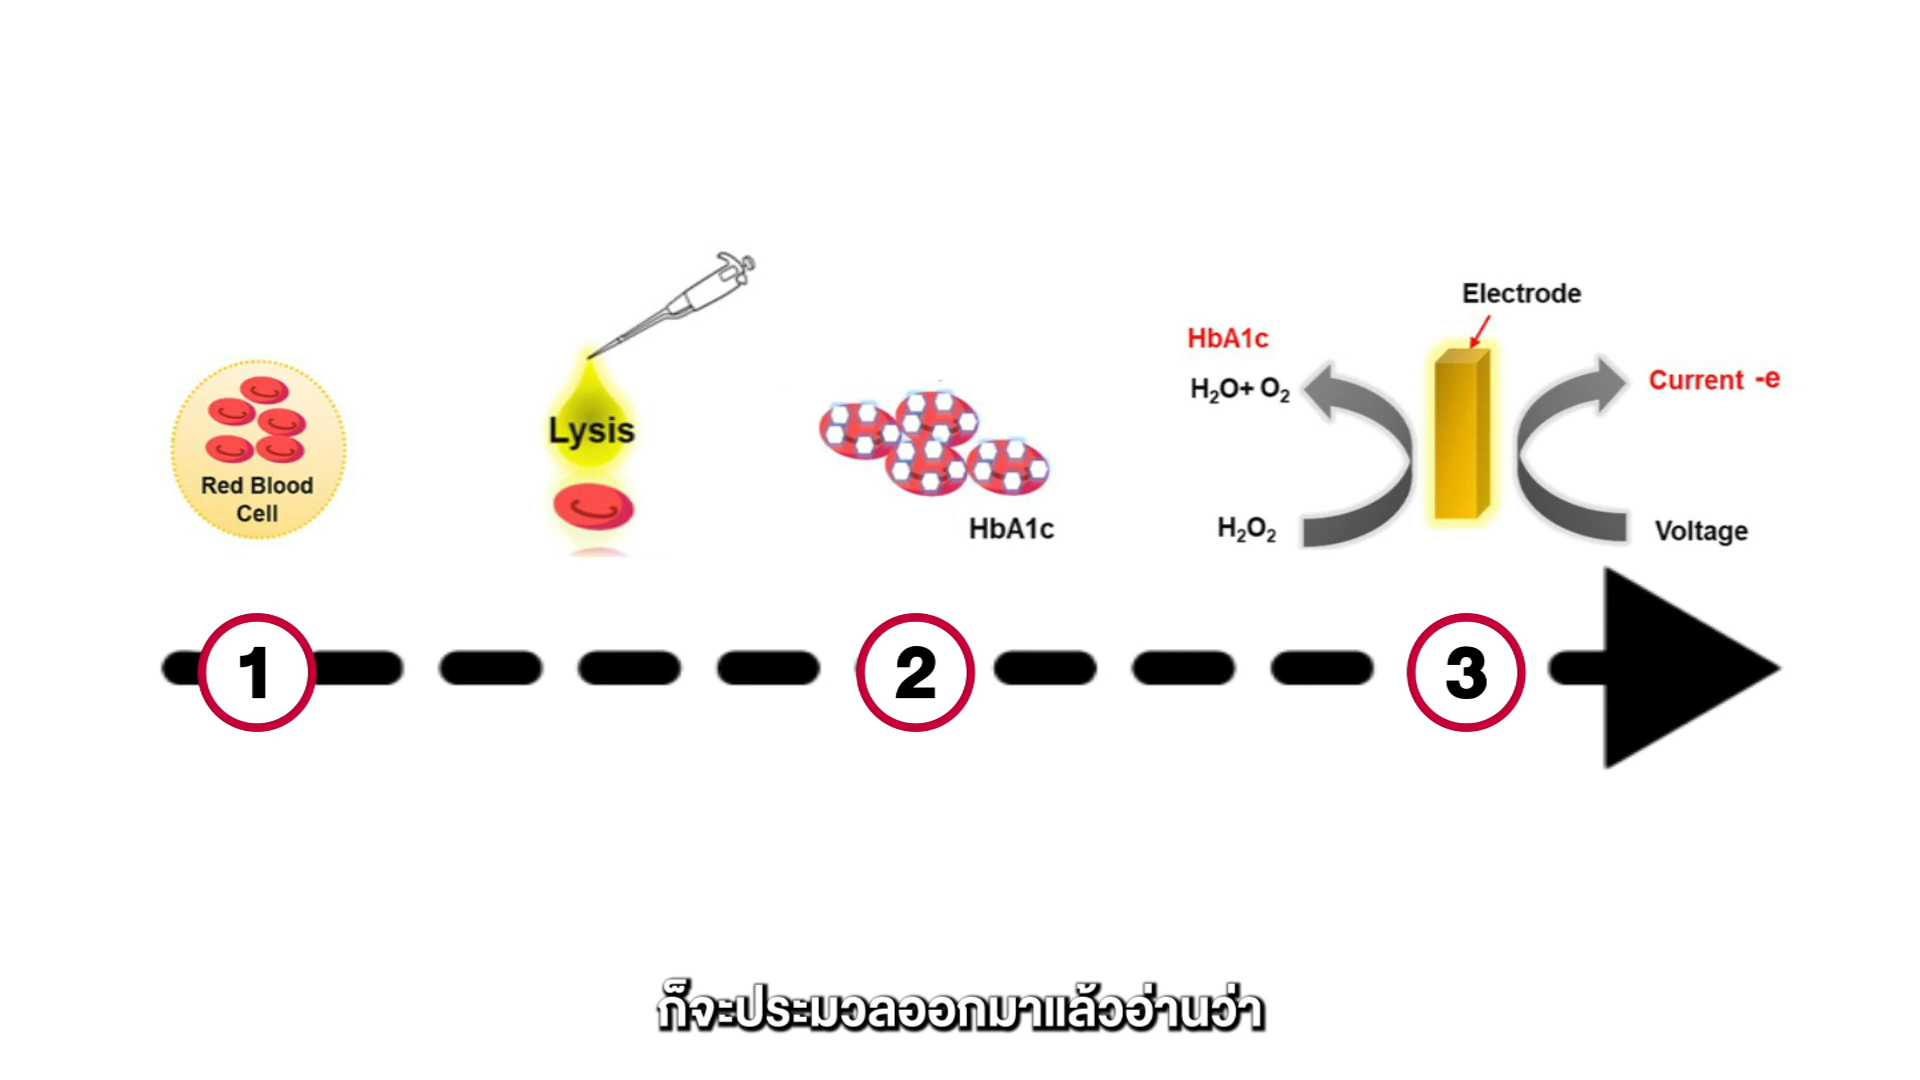 Red Blood
Cell
Lysis
HbA1c
HbA1c
H₂O+ O₂
H₂O₂
Electrode
Current -e
Voltage
1
2
3
ก็จะประมวลออกมาแล้วอ่านว่า